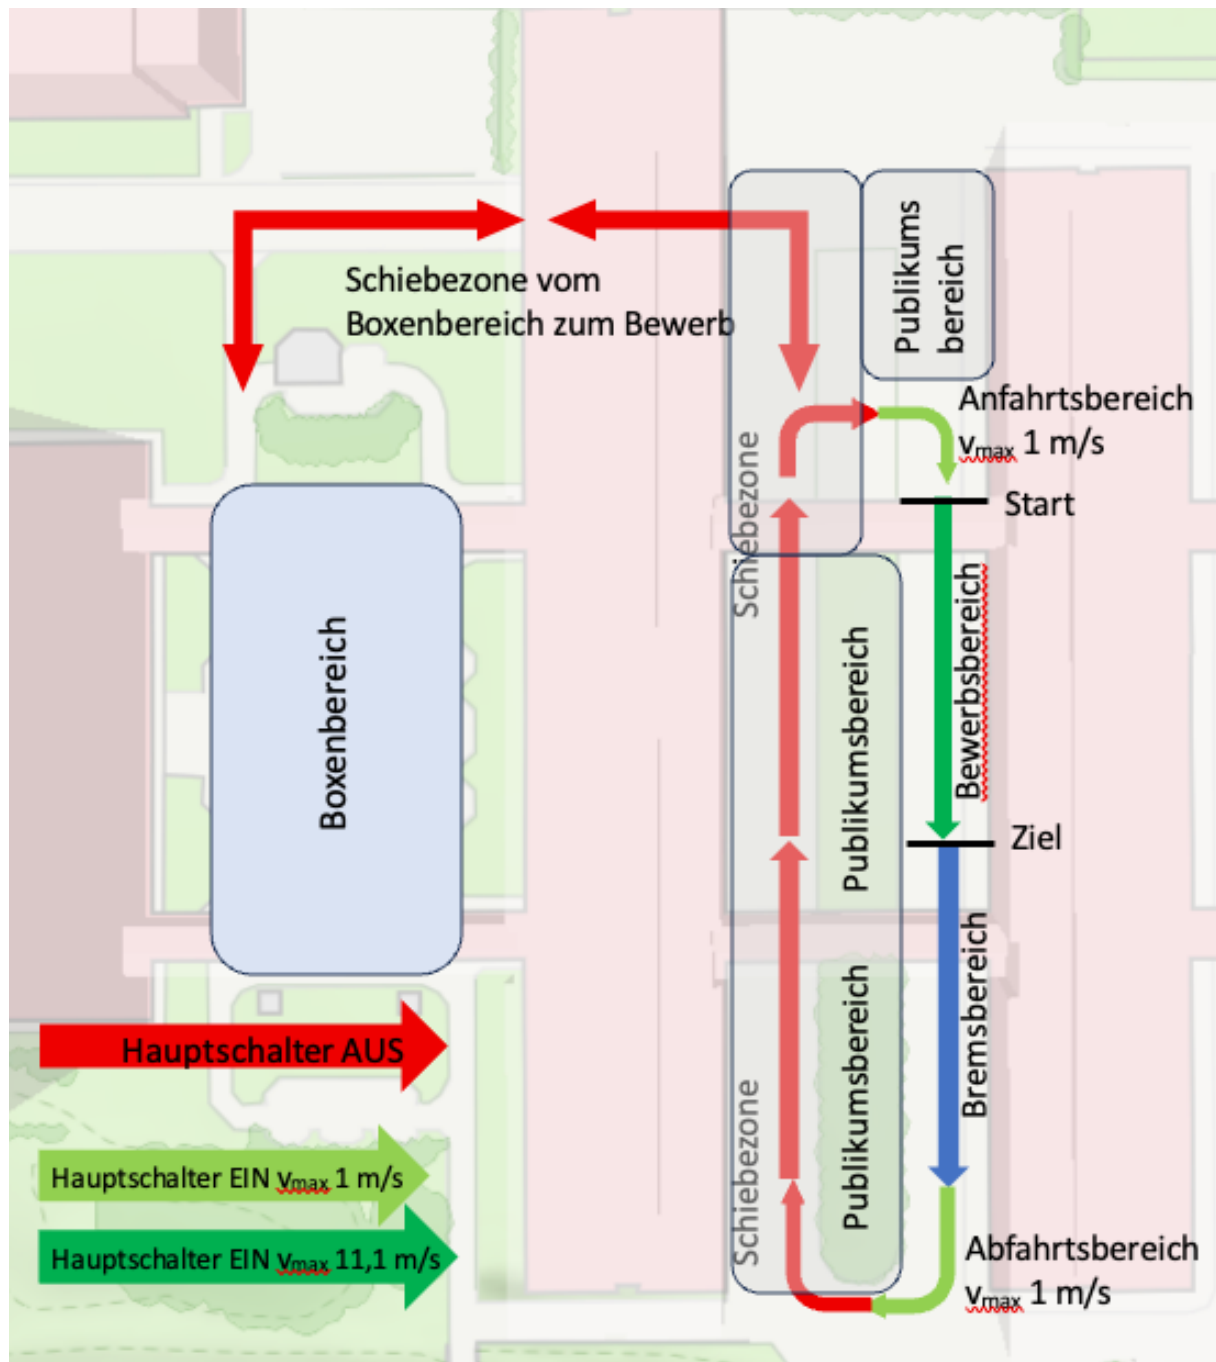 Publikums
bereich
Schiebezone vom
Boxenbereich zum Bewerb
Anfahrtsbereich
vmax 1 m/s
Schiebezone
Start
Boxenbereich
Publikumsbereich
Bewerbsbereich
Ziel
Bremsbereich
Publikumsbereich
Schiebezone
Hauptschalter AUS
Hauptschalter EIN vmax 1 m/s
Hauptschalter EIN vmax 11,1 m/s
Abfahrtsbereich
vmax 1 m/s